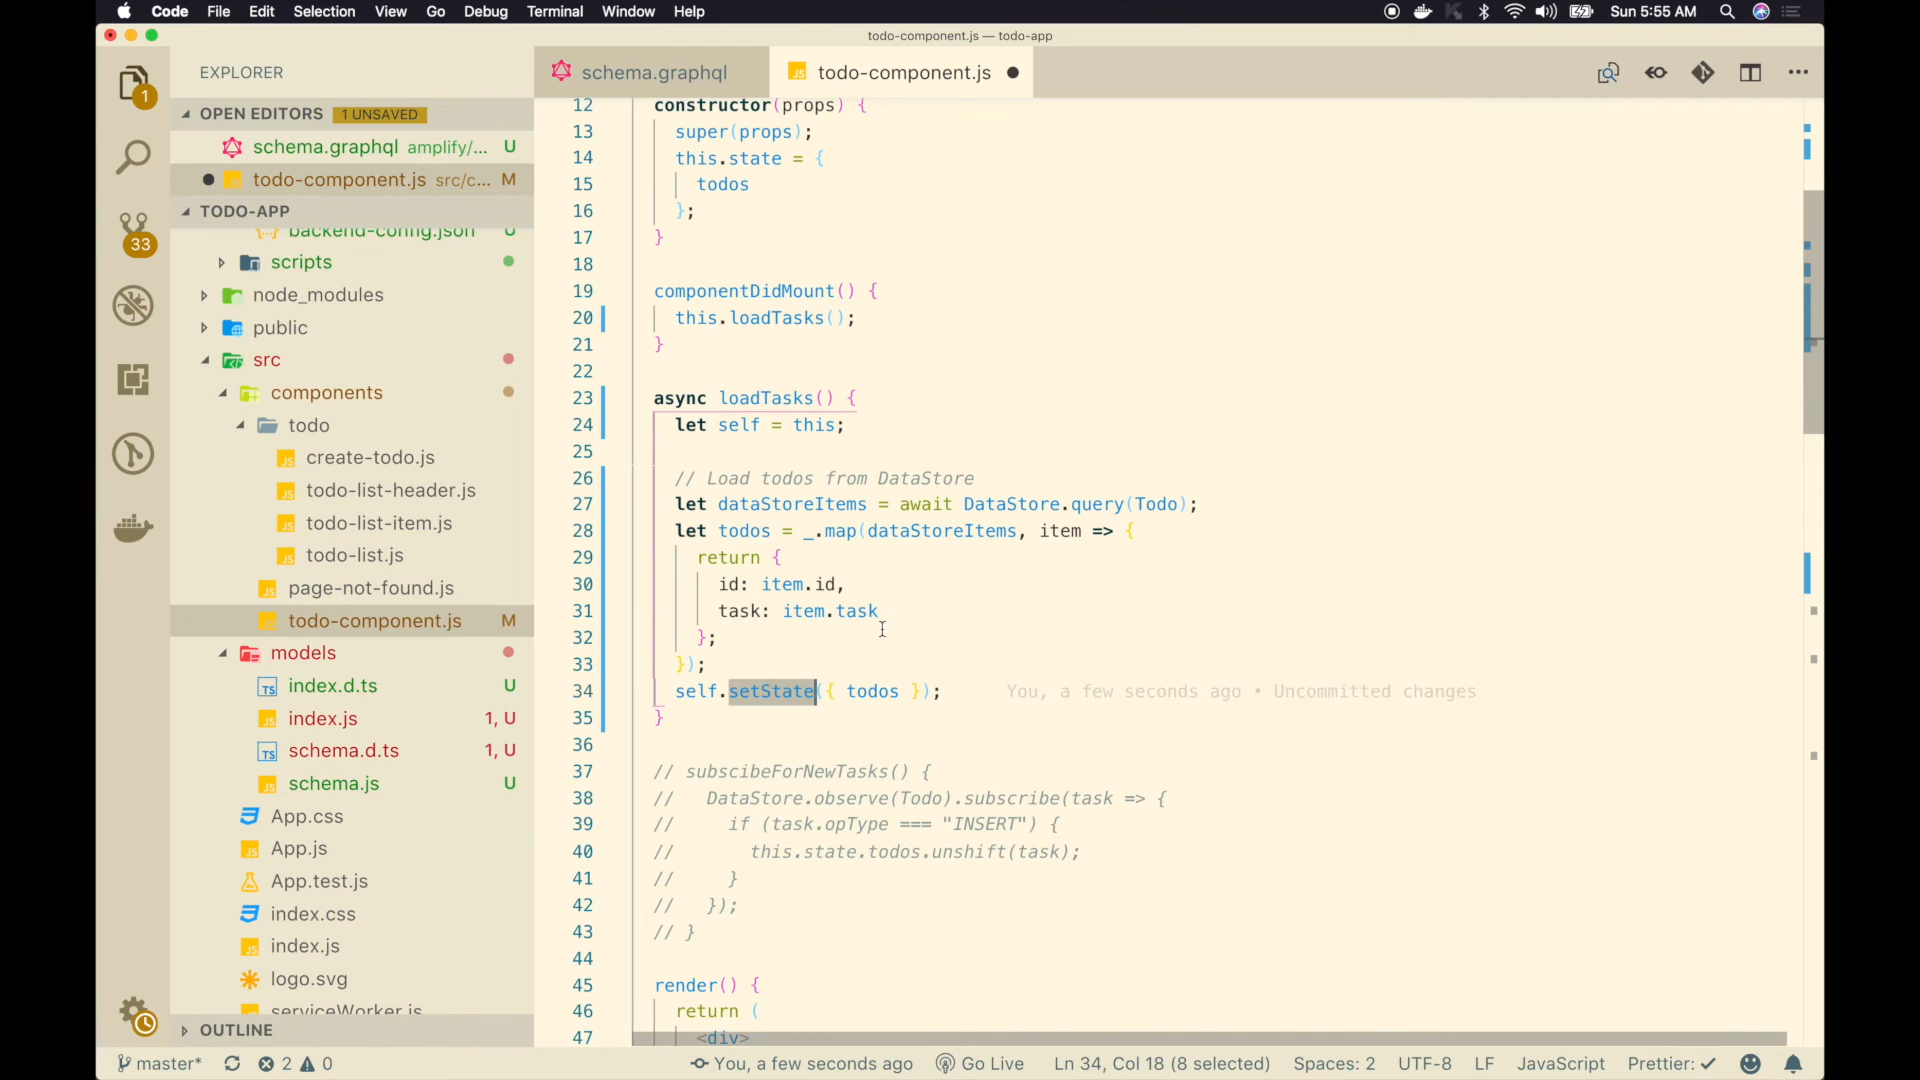 Code File Edit Selection View Go Debug Terminal Window Help Sun 5:55 AM
todo-component.js — todo-app
EXPLORER
schema.graphql
todo-component.js
OPEN EDITORS 1 UNSAVED
schema.graphql amplify/... U
todo-component.js src/c... M
TODO-APP
backend-config.json U
scripts
node_modules
public
src
components
todo
create-todo.js
todo-list-header.js
todo-list-item.js
todo-list.js
page-not-found.js
todo-component.js M
models
index.d.ts U
index.js 1, U
schema.d.ts 1, U
schema.js U
App.css
App.js
App.test.js
index.css
index.js
logo.svg
serviceWorker.js
OUTLINE
1
33
12 constructor(props) {
13 super(props);
14 this.state = {
15 todos
16 };
17 }
18
19 componentDidMount() {
20 this.loadTasks();
21 }
22
23 async loadTasks() {
24 let self = this;
25
26 // Load todos from DataStore
27 let dataStoreItems = await DataStore.query(Todo);
28 let todos = _.map(dataStoreItems, item => {
29 return {
30 id: item.id,
31 task: item.task
32 };
33 });
34 self.setState({ todos }); You, a few seconds ago • Uncommitted changes
35 }
36
37 // subscibeForNewTasks() {
38 // DataStore.observe(Todo).subscribe(task => {
39 // if (task.opType === "INSERT") {
40 // this.state.todos.unshift(task);
41 // }
42 // });
43 // }
44
45 render() {
46 return (
47 <div>
master* 2 0 You, a few seconds ago Go Live Ln 34, Col 18 (8 selected) Spaces: 2 UTF-8 LF JavaScript Prettier: ✓